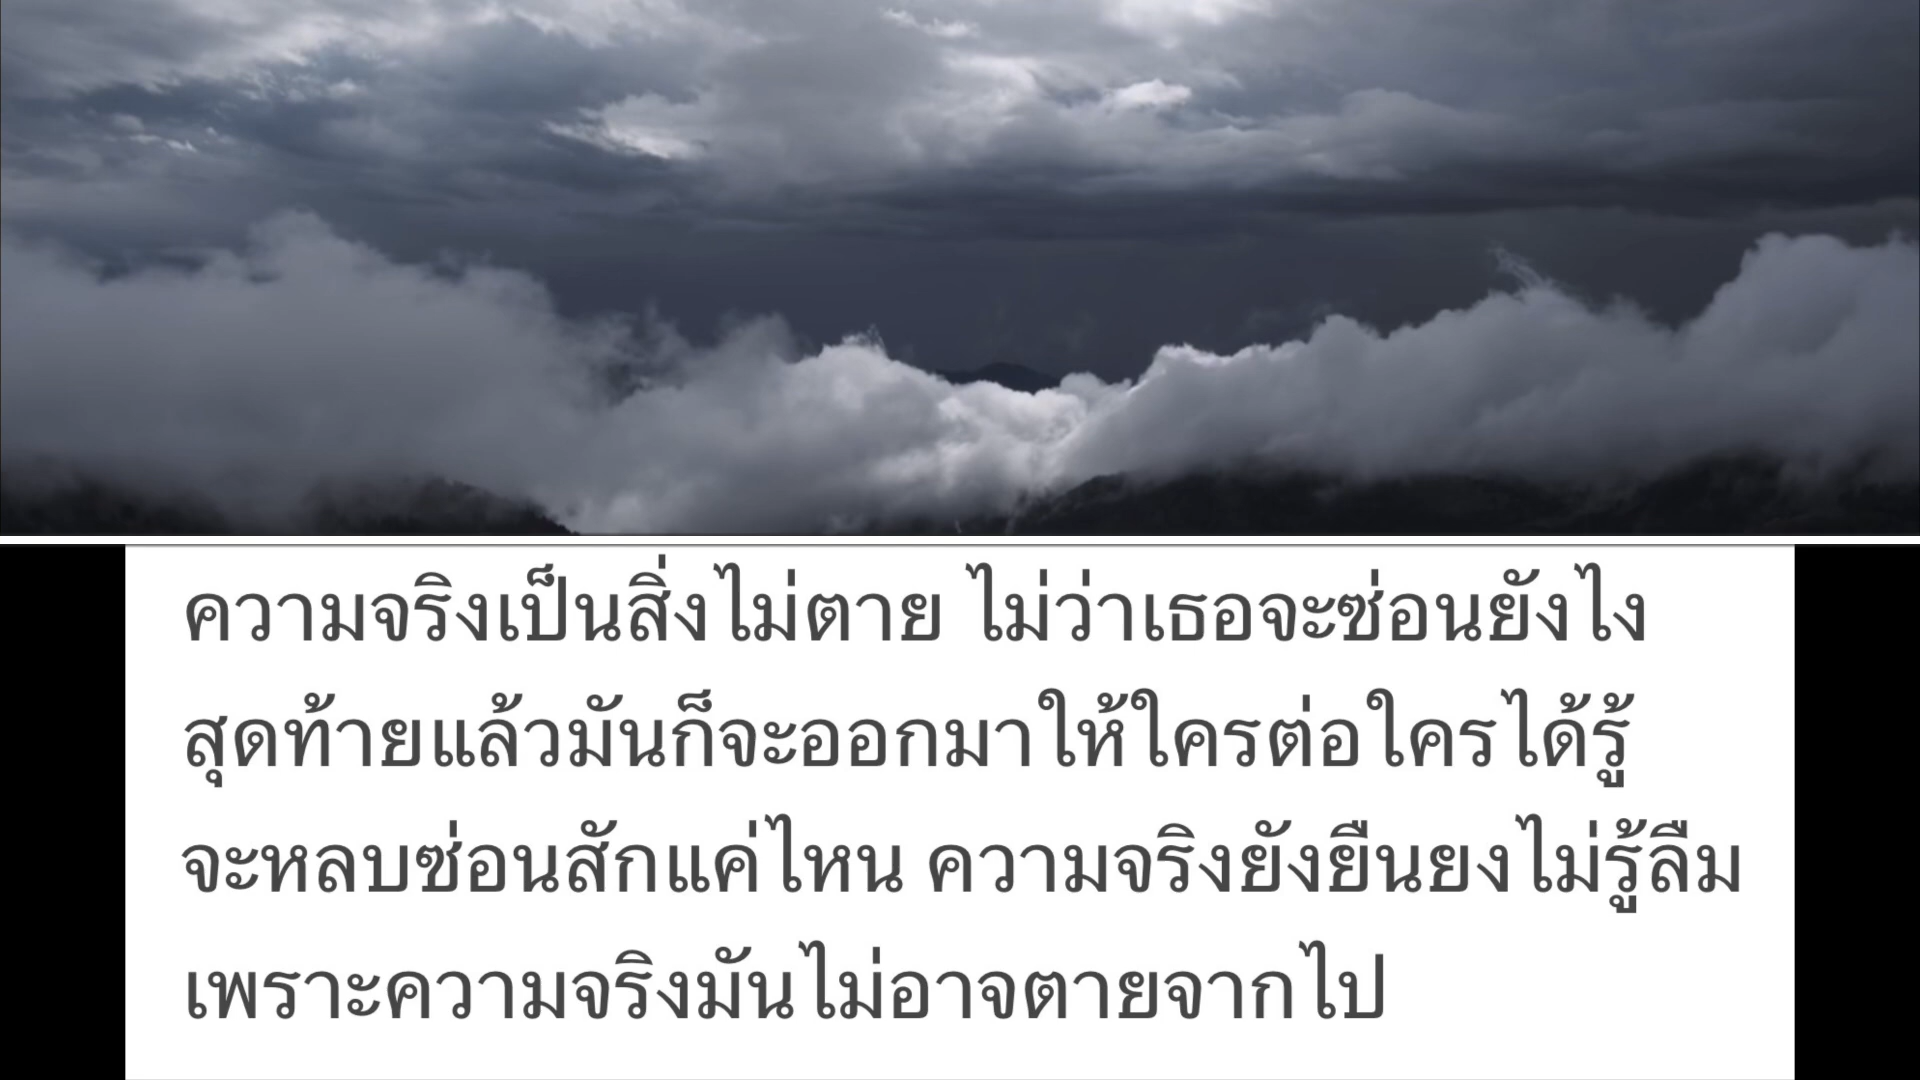 ความจริงเป็นสิ่งไม่ตาย ไม่ว่าเธอจะซ่อนยังไง
สุดท้ายแล้วมันก็จะออกมาให้ใครต่อใครได้รู้
จะหลบซ่อนสักแค่ไหน ความจริงยังยืนยงไม่รู้ลืม
เพราะความจริงมันไม่อาจตายจากไป